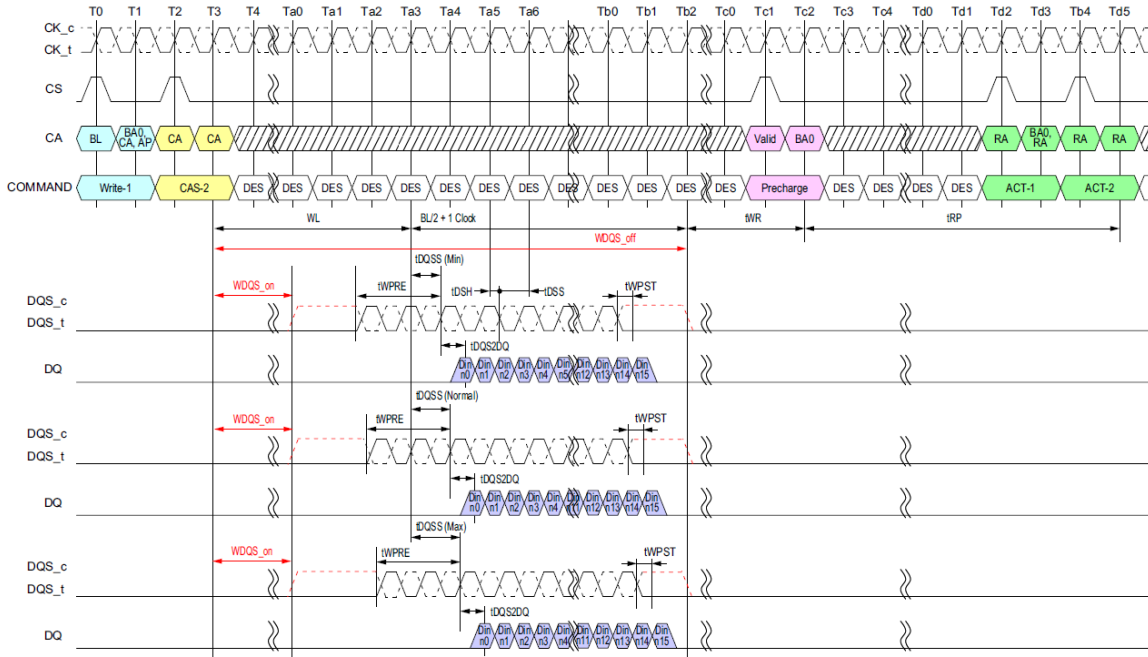 T0 T1 T2 T3 T4 Ta0 Ta1 Ta2 Ta3 Ta4 Ta5 Ta6 Tb0 Tb1 Tb2 Tc0 Tc1 Tc2 Tc3 Tc4 Td0 Td1 Td2 Td3 Tb4 Td5
CK_c
CK_t
CS
CA BL BA0, CA, AP CA CA Valid BA0 RA BA0, RA RA RA
COMMAND Write-1 CAS-2 DES DES DES DES DES DES DES DES DES DES DES DES DES Precharge DES DES DES DES ACT-1 ACT-2
WL BL/2 + 1 Clock tWR tRP
WDQS_off
tDQSS (Min)
WDQS_on tWPRE tDSH tDSS tWPST
DQS_c
DQS_t
tDQS2DQ
DQ Din n0 Din n1 Din n2 Din n3 Din n4 Din n5 Din n12 Din n13 Din n14 Din n15
tDQSS (Normal)
WDQS_on tWPRE tWPST
DQS_c
DQS_t
tDQS2DQ
DQ Din n0 Din n1 Din n2 Din n3 Din n4 Din n11 Din n12 Din n13 Din n14 Din n15
tDQSS (Max)
WDQS_on tWPRE tWPST
DQS_c
DQS_t
tDQS2DQ
DQ Din n0 Din n1 Din n2 Din n3 Din n4 Din n11 Din n12 Din n13 Din n14 Din n15